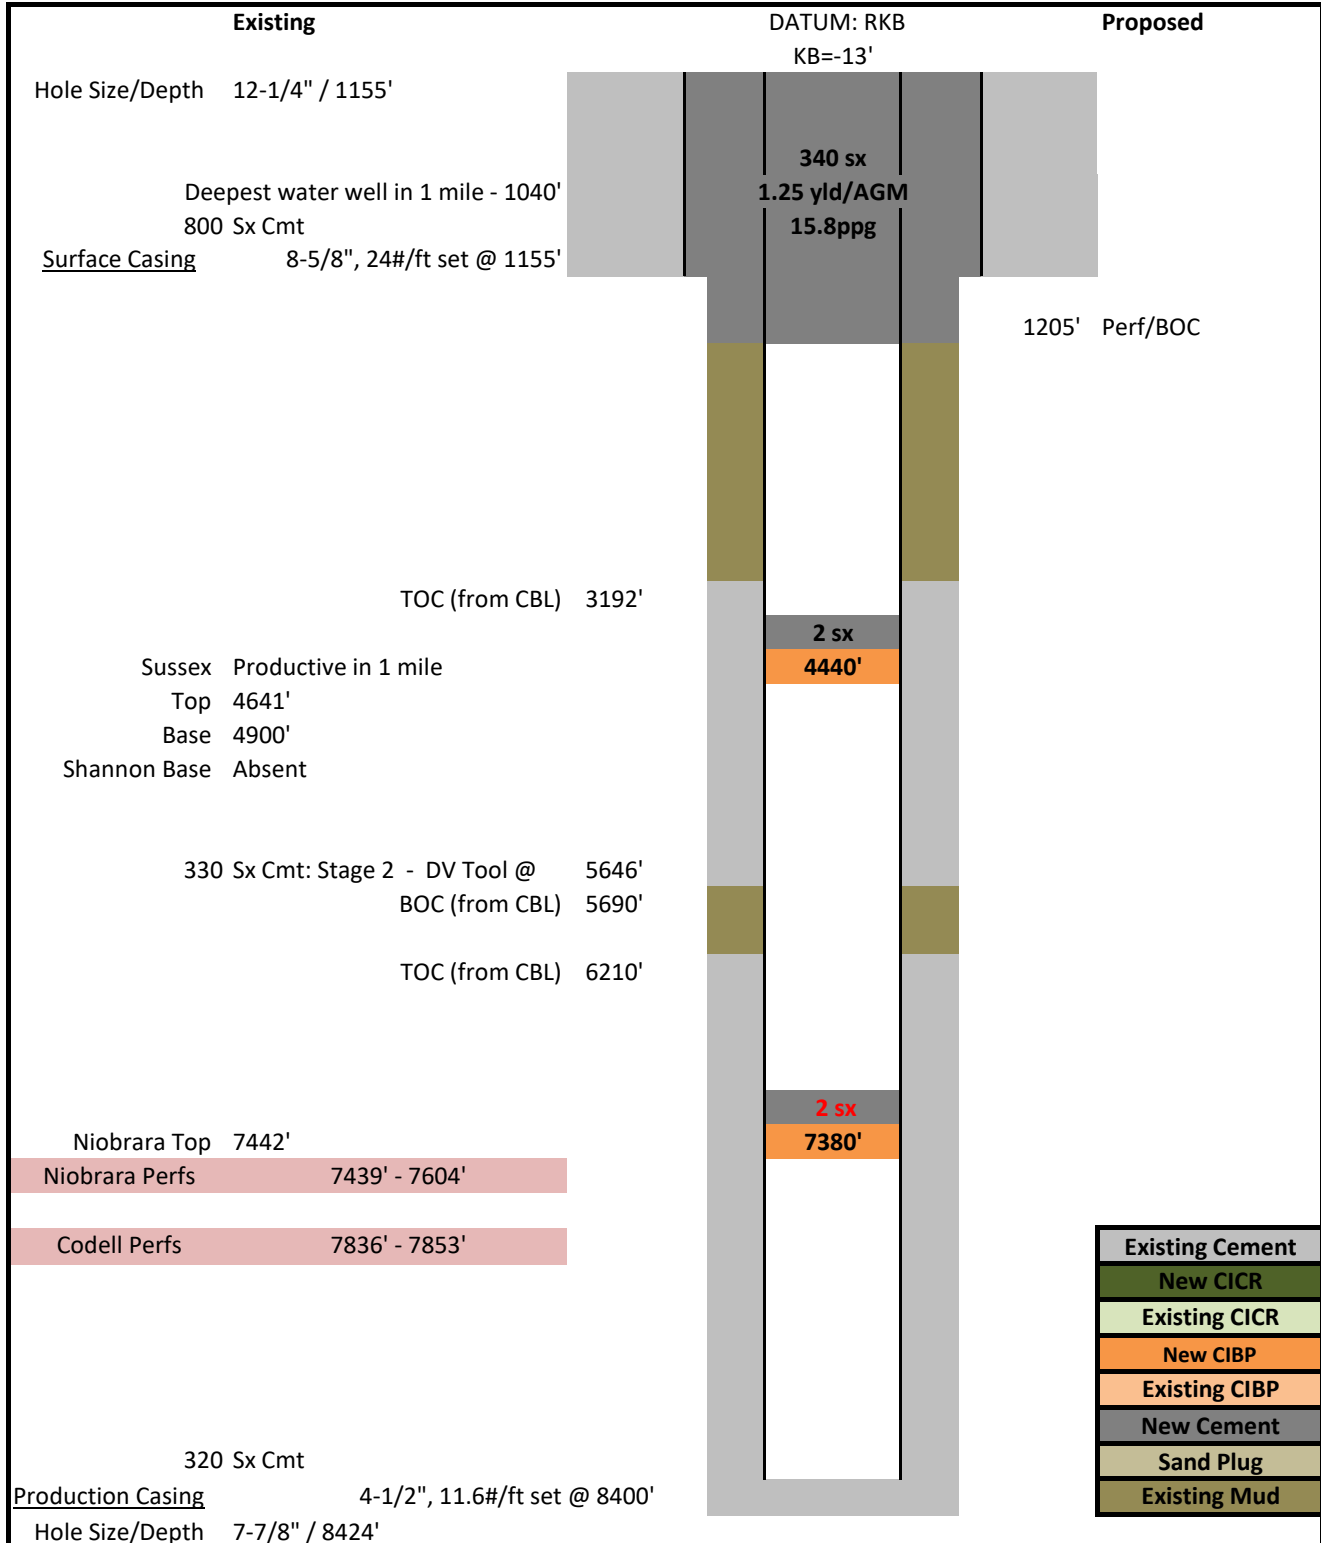 Existing DATUM: RKB Proposed
KB=-13'
Hole Size/Depth 12-1/4" / 1155'
340 sx
Deepest water well in 1 mile - 1040' 1.25 yld/AGM
800 Sx Cmt 15.8ppg
Surface Casing 8-5/8", 24#/ft set @ 1155'
1205' Perf/BOC
TOC (from CBL) 3192'
2 sx
Sussex Productive in 1 mile 4440'
Top 4641'
Base 4900'
Shannon Base Absent
330 Sx Cmt: Stage 2 - DV Tool @ 5646'
BOC (from CBL) 5690'
TOC (from CBL) 6210'
2 sx
Niobrara Top 7442' 7380'
Niobrara Perfs 7439' - 7604'
Codell Perfs 7836' - 7853'
Existing Cement
New CICR
Existing CICR
New CIBP
Existing CIBP
New Cement
320 Sx Cmt Sand Plug
Production Casing 4-1/2", 11.6#/ft set @ 8400' Existing Mud
Hole Size/Depth 7-7/8" / 8424'